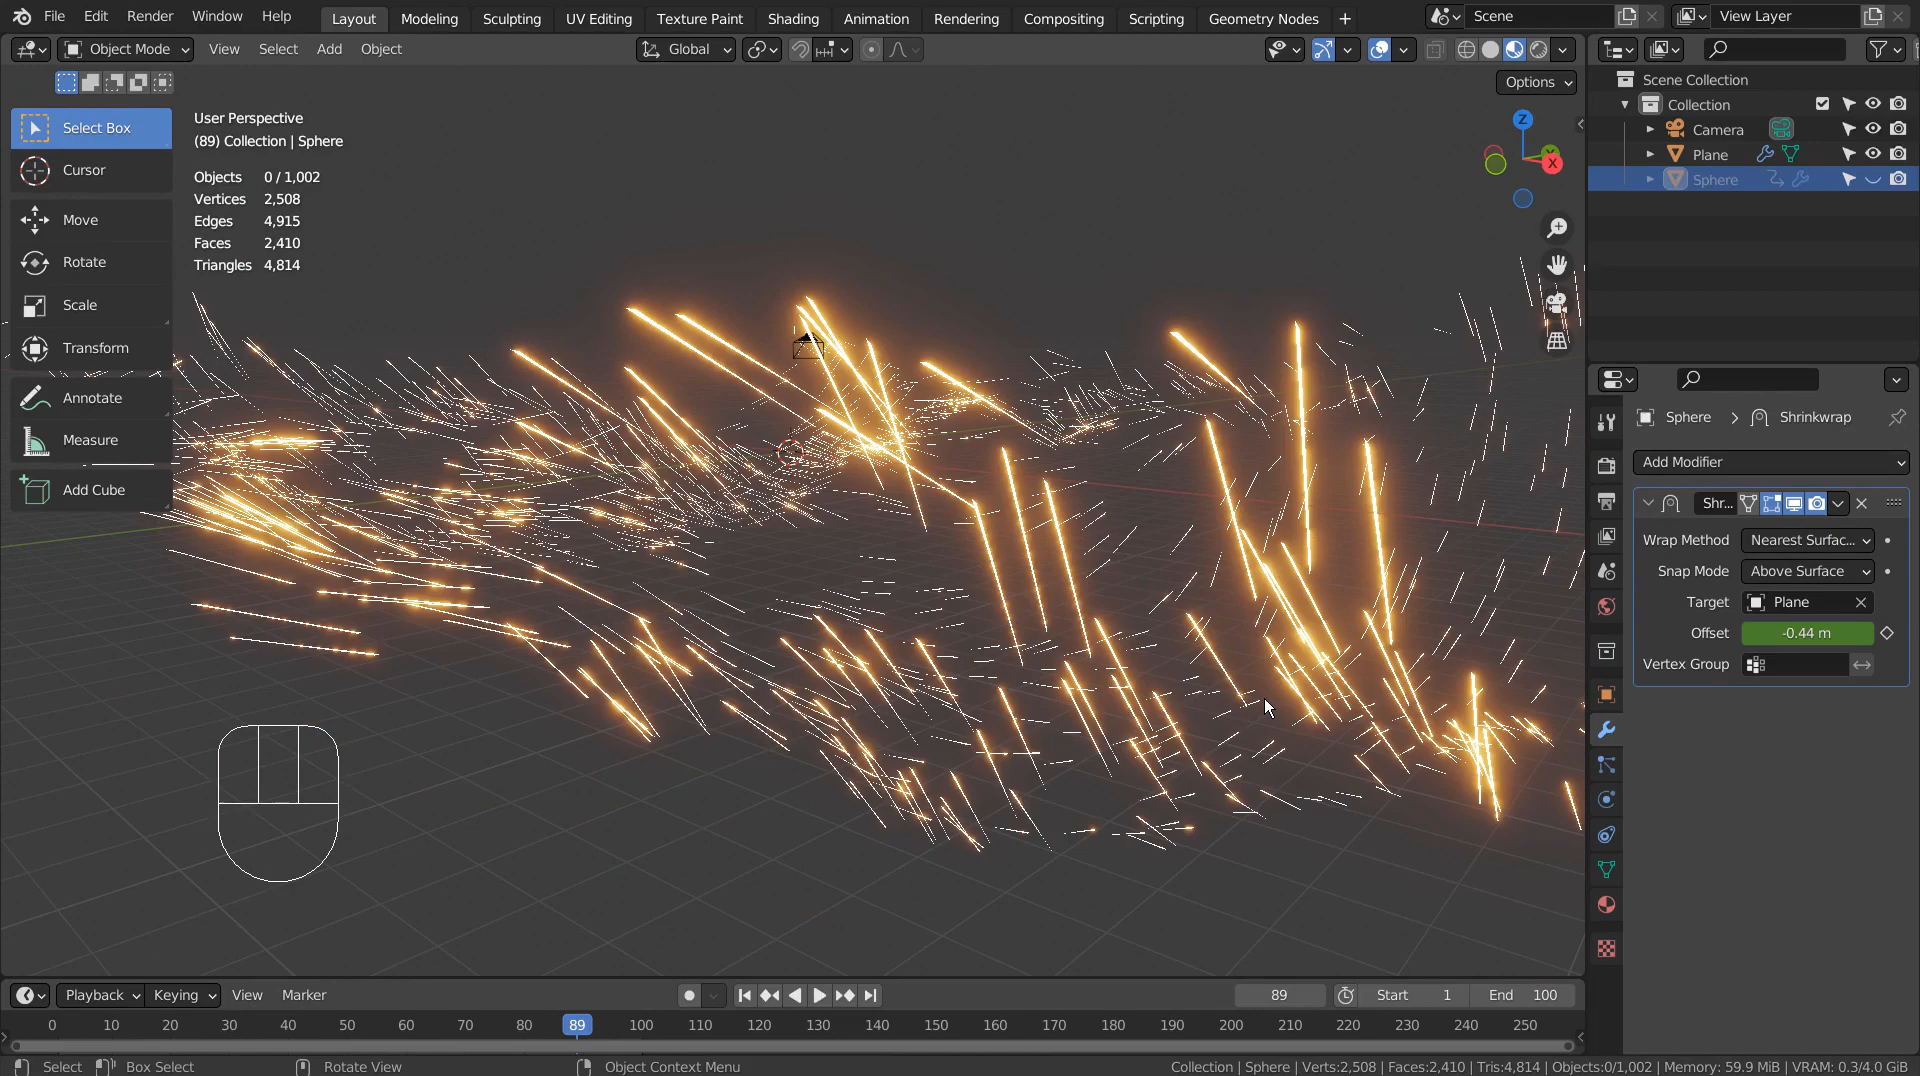 File Edit Render Window Help Layout Modeling Sculpting UV Editing Texture Paint Shading Animation Rendering Compositing Scripting Geometry Nodes + Scene View Layer
Object Mode View Select Add Object Global
Options
Select Box
Cursor
Move
Rotate
Scale
Transform
Annotate
Measure
Add Cube
User Perspective
(89) Collection | Sphere
Objects 0 / 1,002
Vertices 2,508
Edges 4,915
Faces 2,410
Triangles 4,814
Z
Y
X
Scene Collection
Collection
Camera
Plane
Sphere
Sphere > Shrinkwrap
Add Modifier
Shr...
Wrap Method Nearest Surfac...
Snap Mode Above Surface
Target Plane
Offset -0.44 m
Vertex Group
Playback Keying View Marker 89 Start 1 End 100
0 10 20 30 40 50 60 70 80 89 100 110 120 130 140 150 160 170 180 190 200 210 220 230 240 250
Select Box Select Rotate View Object Context Menu Collection | Sphere | Verts:2,508 | Faces:2,410 | Tris:4,814 | Objects:0/1,002 | Memory: 59.9 MiB | VRAM: 0.3/4.0 GiB